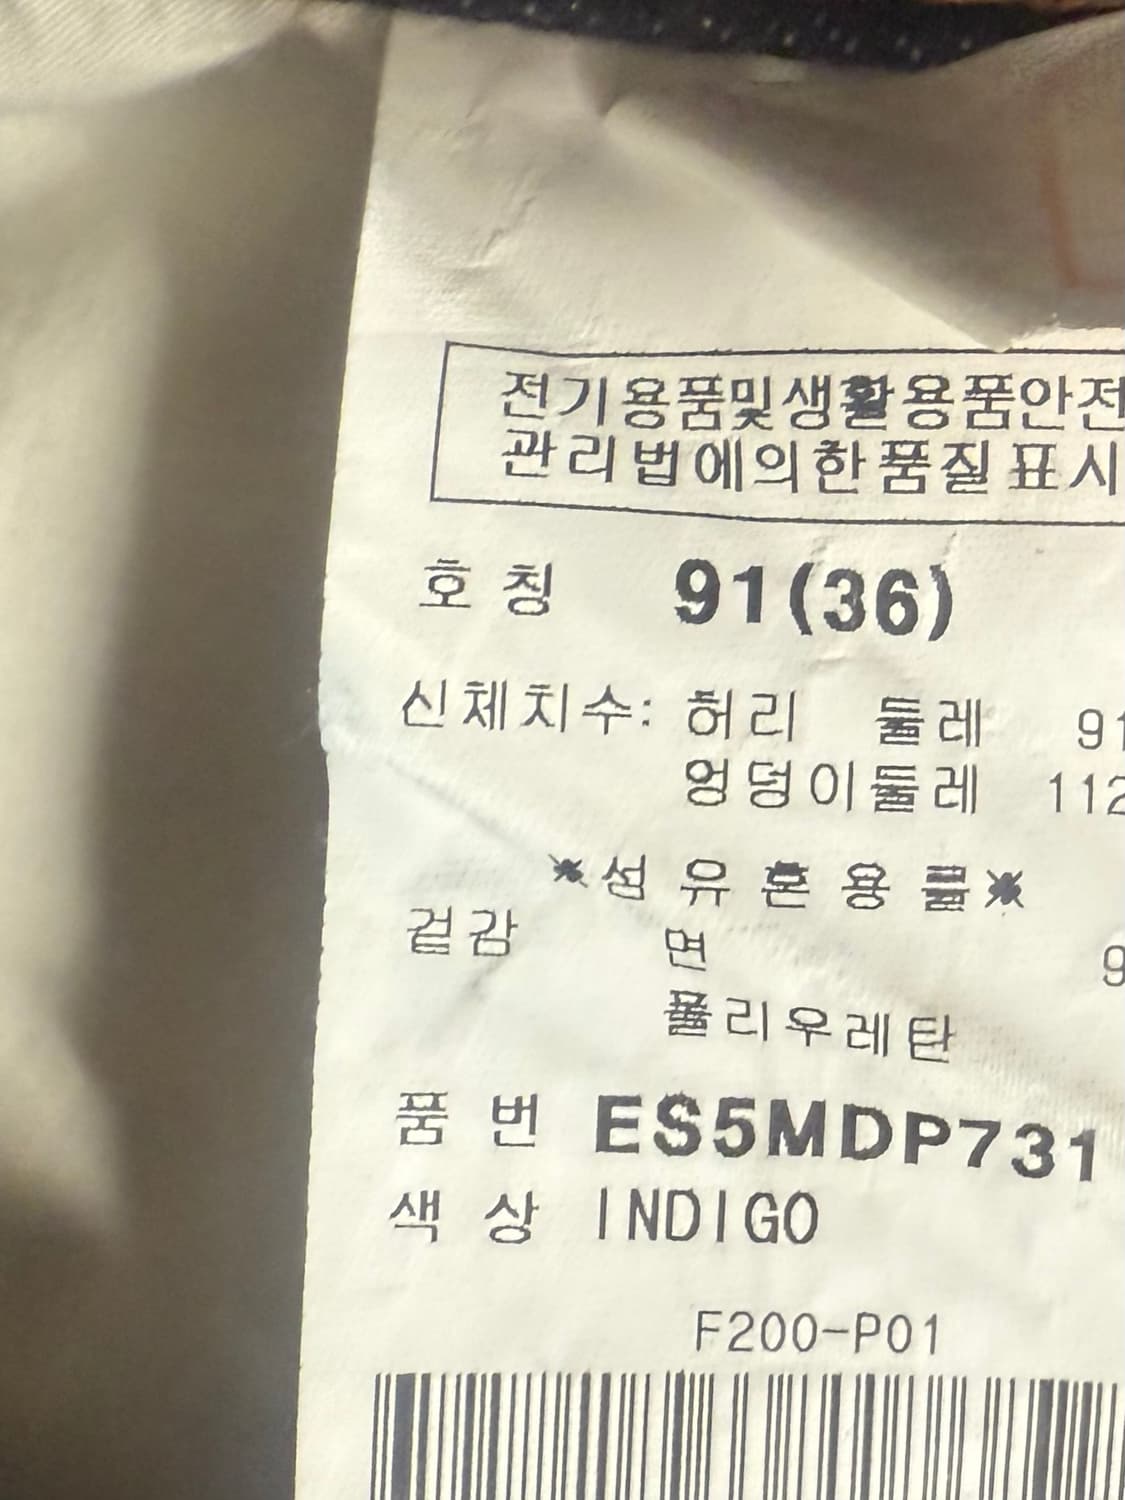 전기용품및생활용품안전
관리법에의한품질표시
호 칭 91(36)
신체치수: 허리 둘레 91
엉덩이둘레 112
※섬 유 혼 용 률※
겉감 면 9
폴리우레탄
품 번 ES5MDP731
색 상 INDIGO
F200-P01